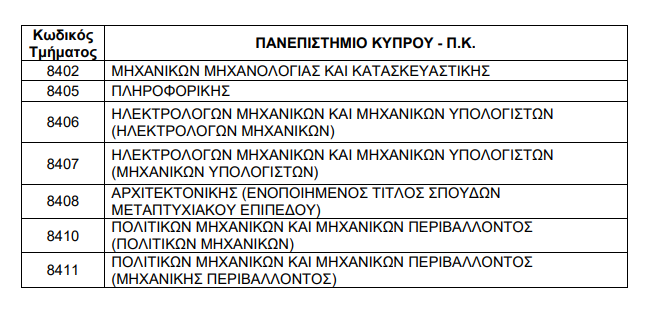 Κωδικός
Τμήματος
ΠΑΝΕΠΙΣΤΗΜΙΟ ΚΥΠΡΟΥ - Π.Κ.
8402 ΜΗΧΑΝΙΚΩΝ ΜΗΧΑΝΟΛΟΓΙΑΣ ΚΑΙ ΚΑΤΑΣΚΕΥΑΣΤΙΚΗΣ
8405 ΠΛΗΡΟΦΟΡΙΚΗΣ
8406 ΗΛΕΚΤΡΟΛΟΓΩΝ ΜΗΧΑΝΙΚΩΝ ΚΑΙ ΜΗΧΑΝΙΚΩΝ ΥΠΟΛΟΓΙΣΤΩΝ
(ΗΛΕΚΤΡΟΛΟΓΩΝ ΜΗΧΑΝΙΚΩΝ)
8407 ΗΛΕΚΤΡΟΛΟΓΩΝ ΜΗΧΑΝΙΚΩΝ ΚΑΙ ΜΗΧΑΝΙΚΩΝ ΥΠΟΛΟΓΙΣΤΩΝ
(ΜΗΧΑΝΙΚΩΝ ΥΠΟΛΟΓΙΣΤΩΝ)
8408 ΑΡΧΙΤΕΚΤΟΝΙΚΗΣ (ΕΝΟΠΟΙΗΜΕΝΟΣ ΤΙΤΛΟΣ ΣΠΟΥΔΩΝ
ΜΕΤΑΠΤΥΧΙΑΚΟΥ ΕΠΙΠΕΔΟΥ)
8410 ΠΟΛΙΤΙΚΩΝ ΜΗΧΑΝΙΚΩΝ ΚΑΙ ΜΗΧΑΝΙΚΩΝ ΠΕΡΙΒΑΛΛΟΝΤΟΣ
(ΠΟΛΙΤΙΚΩΝ ΜΗΧΑΝΙΚΩΝ)
8411 ΠΟΛΙΤΙΚΩΝ ΜΗΧΑΝΙΚΩΝ ΚΑΙ ΜΗΧΑΝΙΚΩΝ ΠΕΡΙΒΑΛΛΟΝΤΟΣ
(ΜΗΧΑΝΙΚΗΣ ΠΕΡΙΒΑΛΛΟΝΤΟΣ)